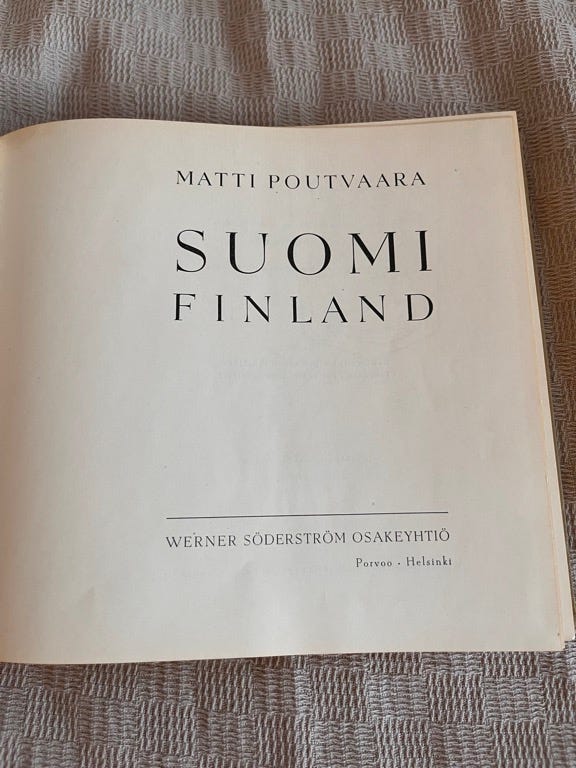 MATTI POUTVAARA
SUOMI
FINLAND
WERNER SÖDERSTRÖM OSAKEYHTIÖ
Porvoo - Helsinki